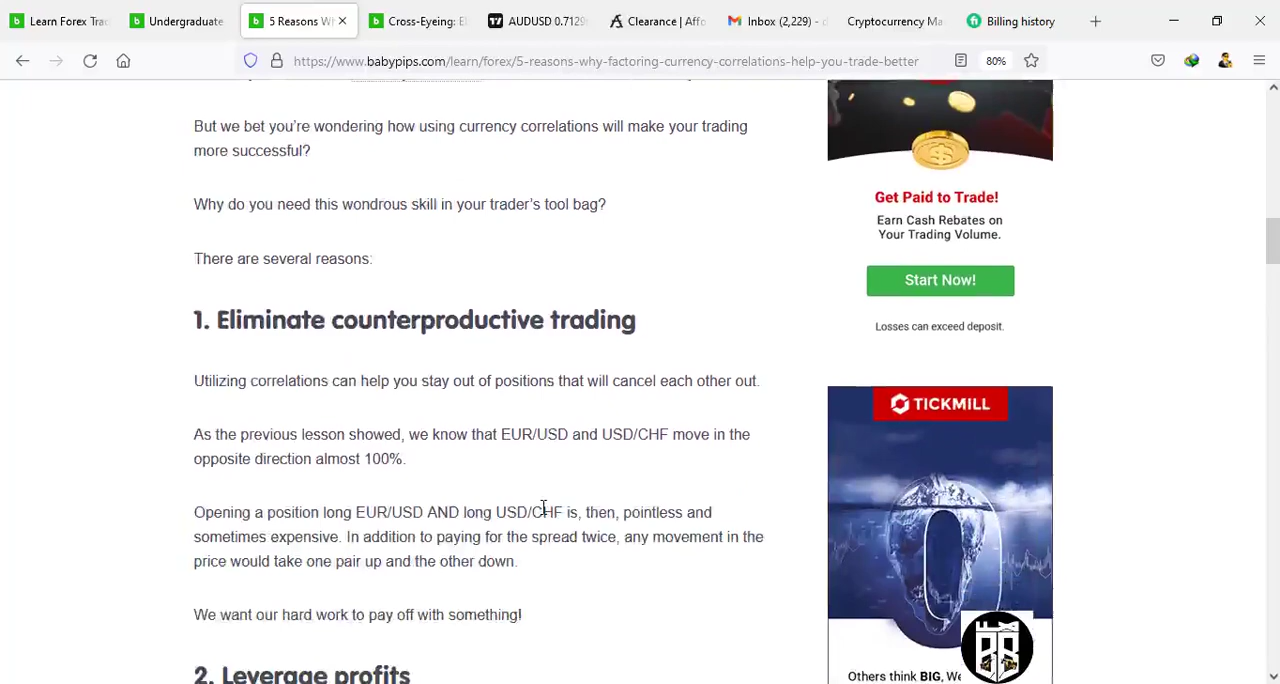 Learn Forex Tra
Undergraduate
5 Reasons W
Cross-Eyeing: E
AUDUSD 0.7129
Clearance | Affo
Inbox (2,229) - d
Cryptocurrency Ma
Billing history
https://www.babypips.com/learn/forex/5-reasons-why-factoring-currency-correlations-help-you-trade-better
80%
But we bet you’re wondering how using currency correlations will make your trading
more successful?
Why do you need this wondrous skill in your trader’s tool bag?
There are several reasons:
1. Eliminate counterproductive trading
Utilizing correlations can help you stay out of positions that will cancel each other out.
As the previous lesson showed, we know that EUR/USD and USD/CHF move in the
opposite direction almost 100%.
Opening a position long EUR/USD AND long USD/CHF is, then, pointless and
sometimes expensive. In addition to paying for the spread twice, any movement in the
price would take one pair up and the other down.
We want our hard work to pay off with something!
2. Leverage profits
Get Paid to Trade!
Earn Cash Rebates on
Your Trading Volume.
Start Now!
Losses can exceed deposit.
TICKMILL
Others think BIG, We